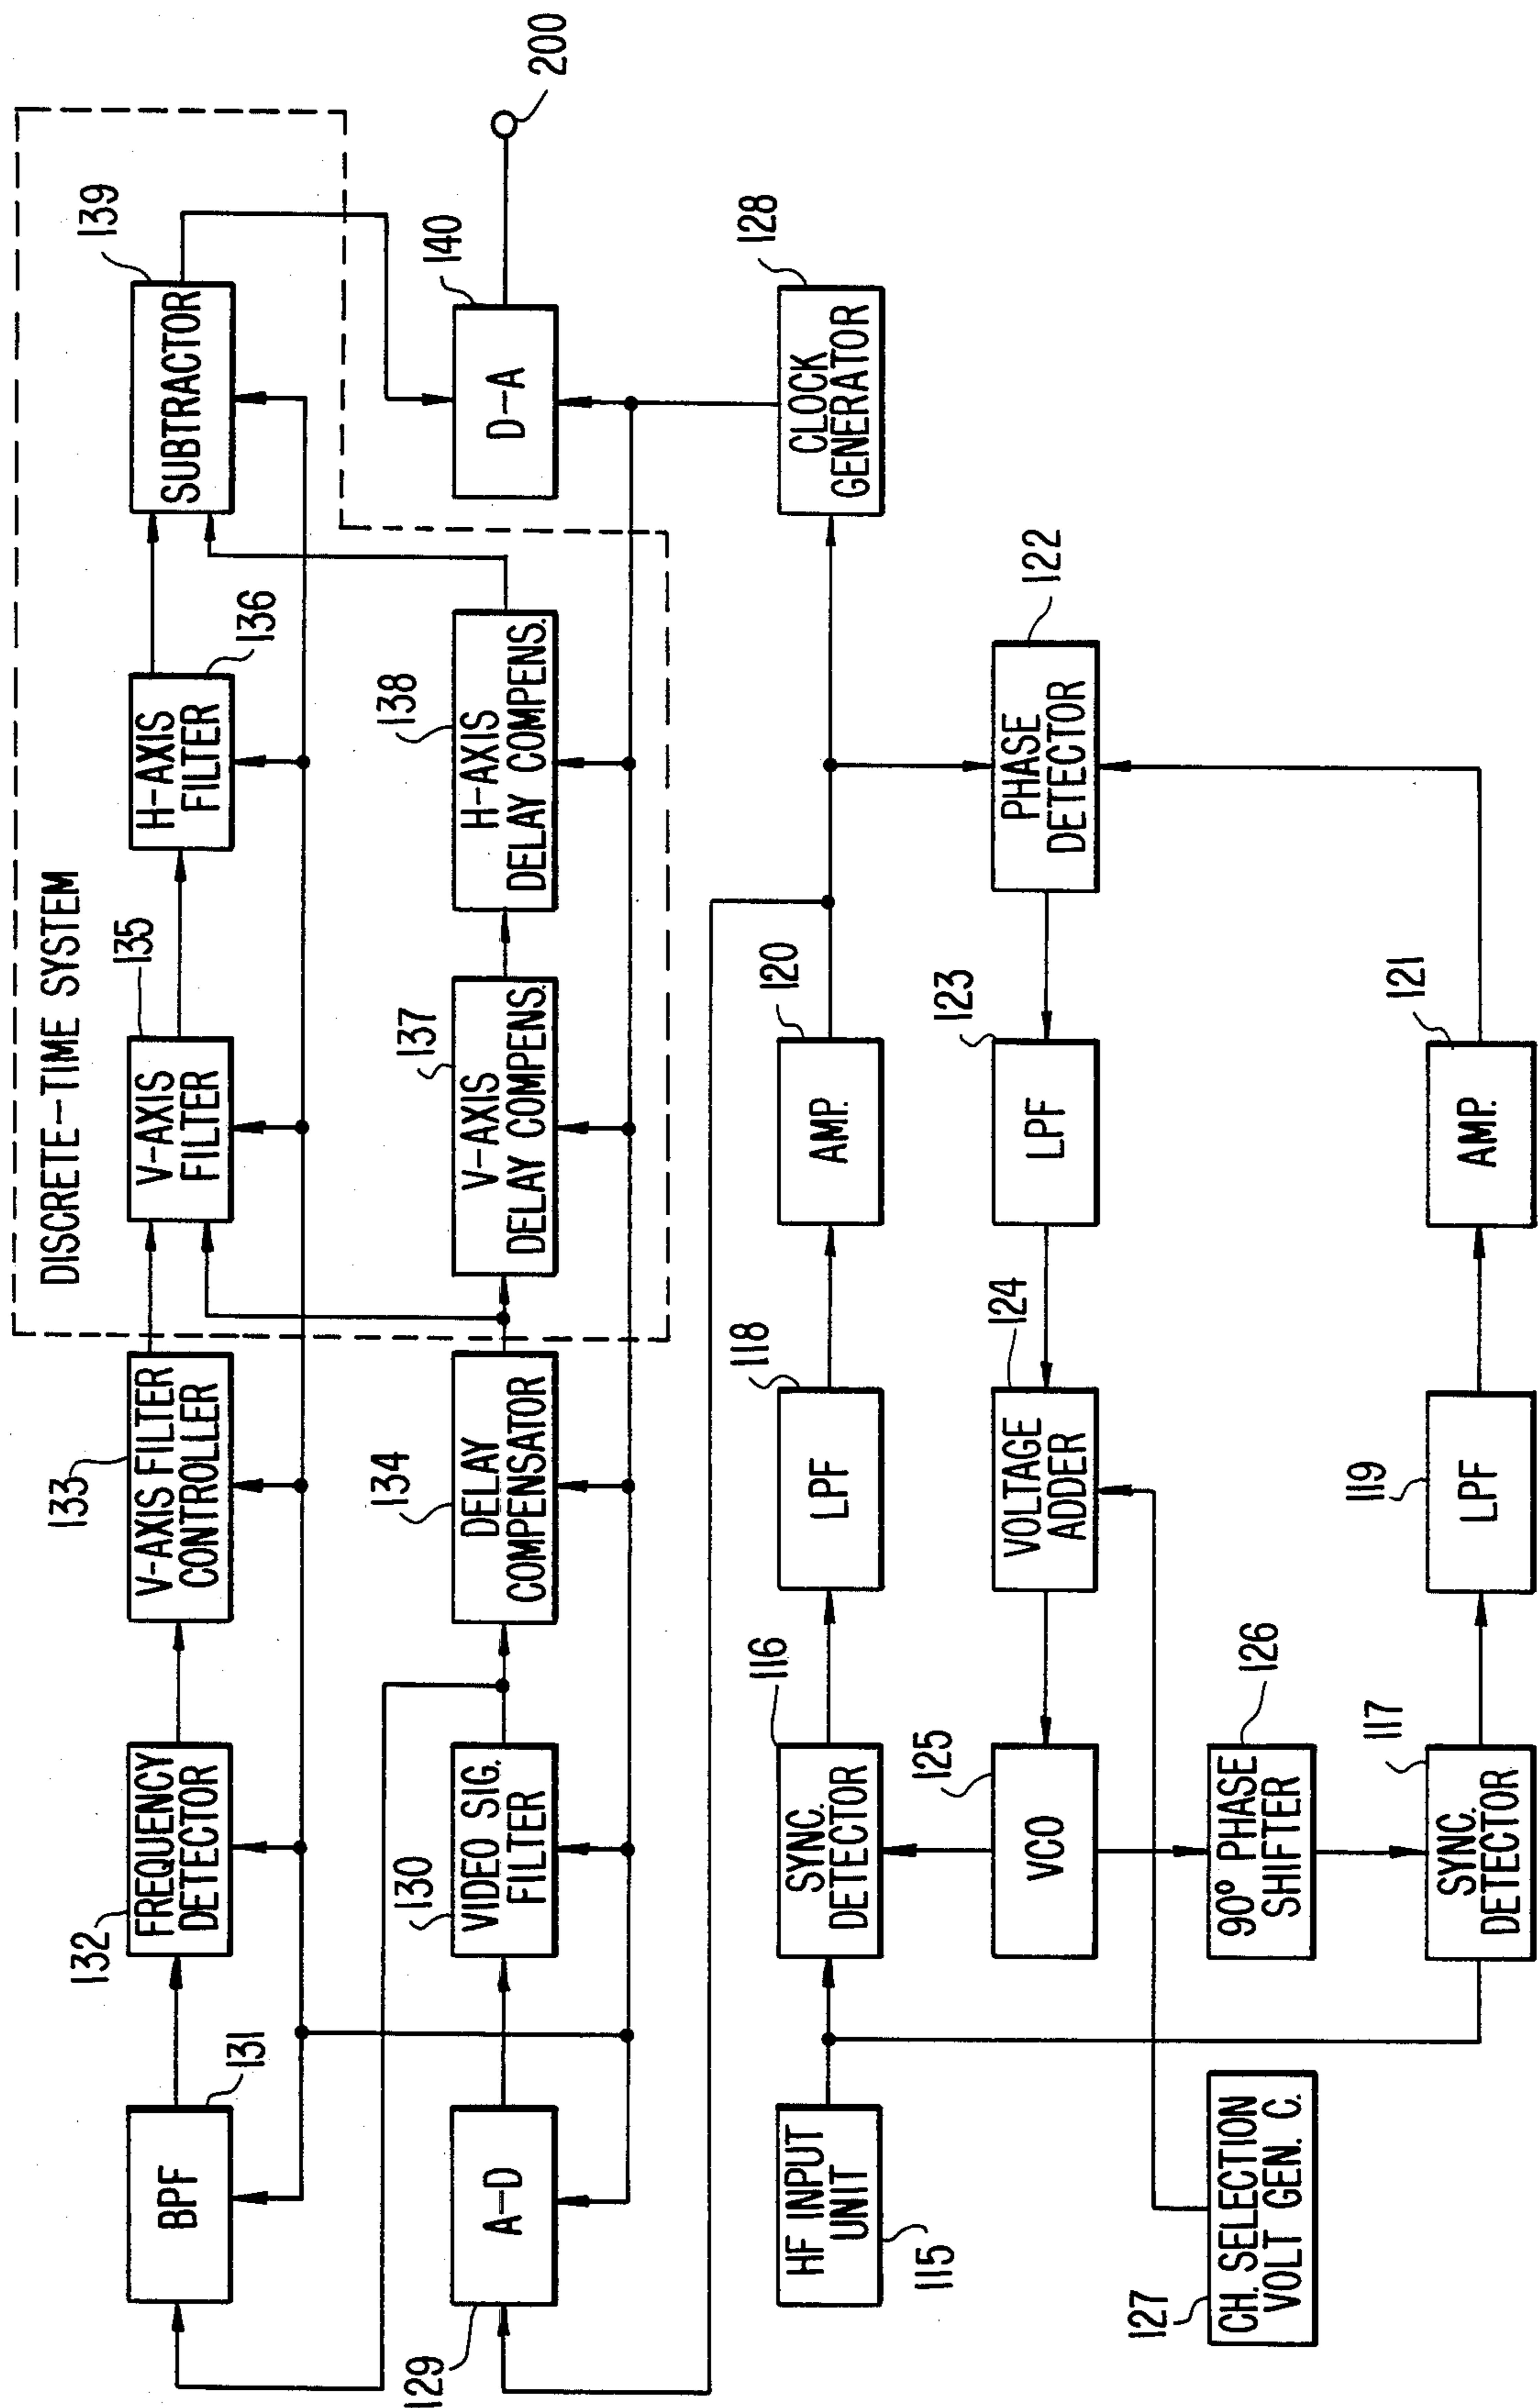 DISCRETE-TIME SYSTEM
131
BPF
132
FREQUENCY
DETECTOR
133
V-AXIS FILTER
CONTROLLER
135
V-AXIS
FILTER
136
H-AXIS
FILTER
139
SUBTRACTOR
129
A-D
130
VIDEO SIG.
FILTER
134
DELAY
COMPENSATOR
137
V-AXIS
DELAY COMPENS.
138
H-AXIS
DELAY COMPENS.
140
D-A
200
115
HF INPUT
UNIT
116
SYNC.
DETECTOR
118
LPF
120
AMP.
128
CLOCK
GENERATOR
125
VCO
124
VOLTAGE
ADDER
123
LPF
122
PHASE
DETECTOR
127
CH. SELECTION
VOLT GEN. C.
126
90° PHASE
SHIFTER
117
SYNC.
DETECTOR
119
LPF
121
AMP.